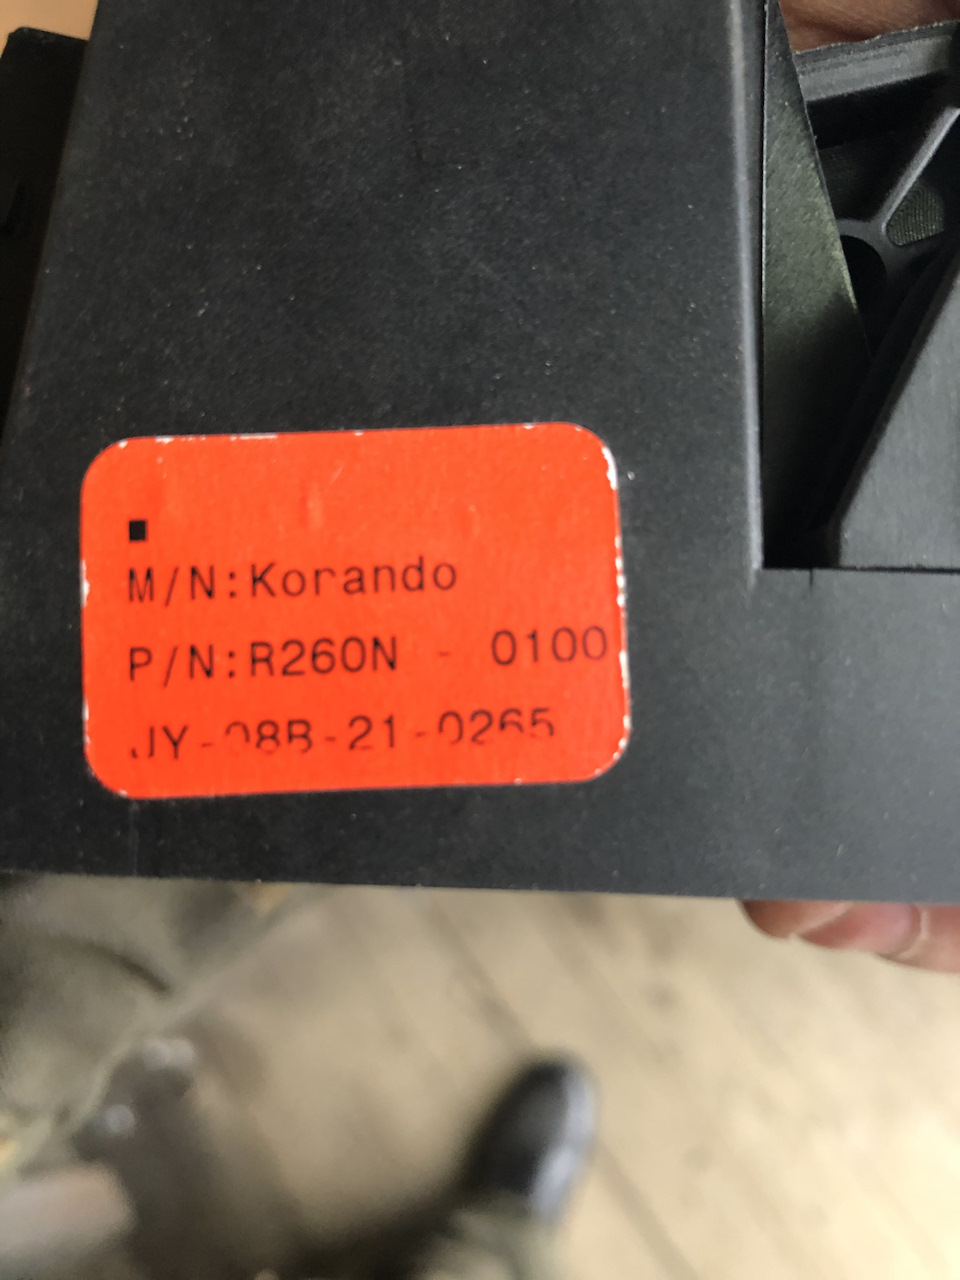 M/N:Korando
P/N:R260N - 0100
JY-08B-21-0265